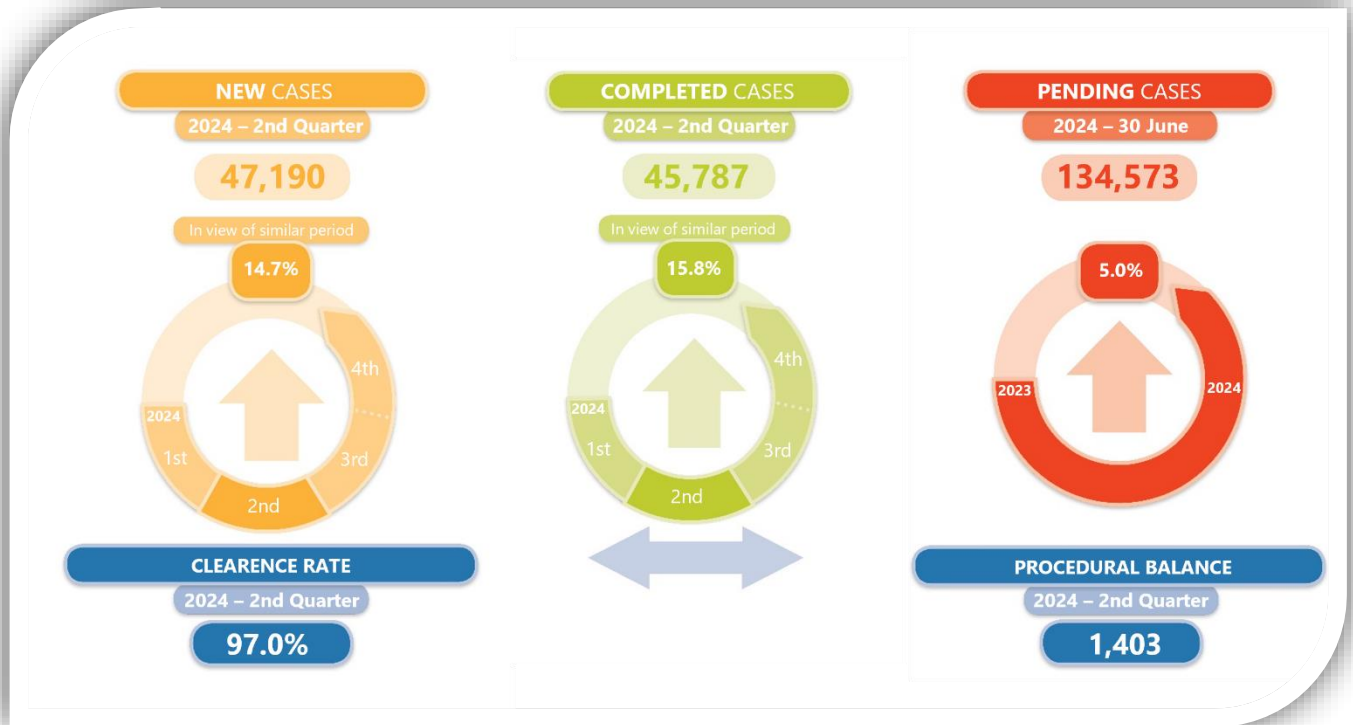 NEW CASES
2024 – 2nd Quarter
47,190
In view of similar period
14.7%
4th
2024
1st
3rd
2nd
CLEARENCE RATE
2024 – 2nd Quarter
97.0%
COMPLETED CASES
2024 – 2nd Quarter
45,787
In view of similar period
15.8%
4th
2024
1st
3rd
2nd
PENDING CASES
2024 – 30 June
134,573
5.0%
2023
2024
PROCEDURAL BALANCE
2024 – 2nd Quarter
1,403